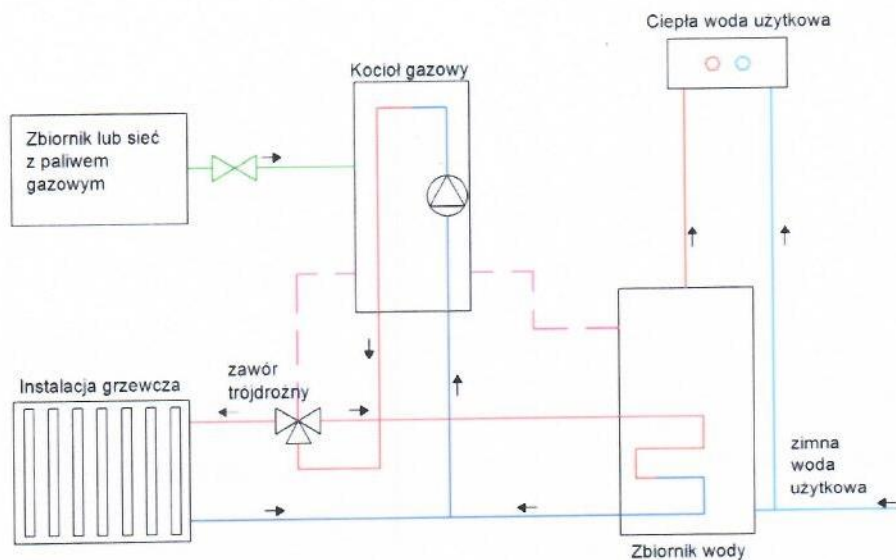 Ciepła woda użytkowa
Kocioł gazowy
Zbiornik lub sieć
z paliwem
gazowym
zawór
trójdrożny
Instalacja grzewcza
zimna
woda
użytkowa
Zbiornik wody